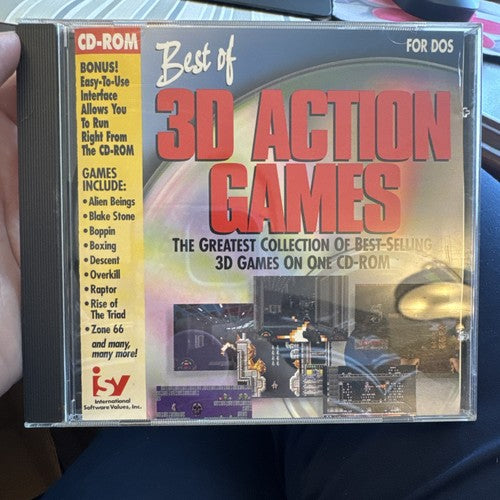 CD-ROM
BONUS!
Easy-To-Use
Interface
Allows You
To Run
Right From
The CD-ROM
GAMES
INCLUDE:
• Alien Beings
• Blake Stone
• Boppin
• Boxing
• Descent
• Overkill
• Raptor
• Rise of
The Triad
• Zone 66
and many,
many more!
isv
International
Software Values, Inc.
FOR DOS
Best of
3D ACTION
GAMES
THE GREATEST COLLECTION OF BEST-SELLING
3D GAMES ON ONE CD-ROM